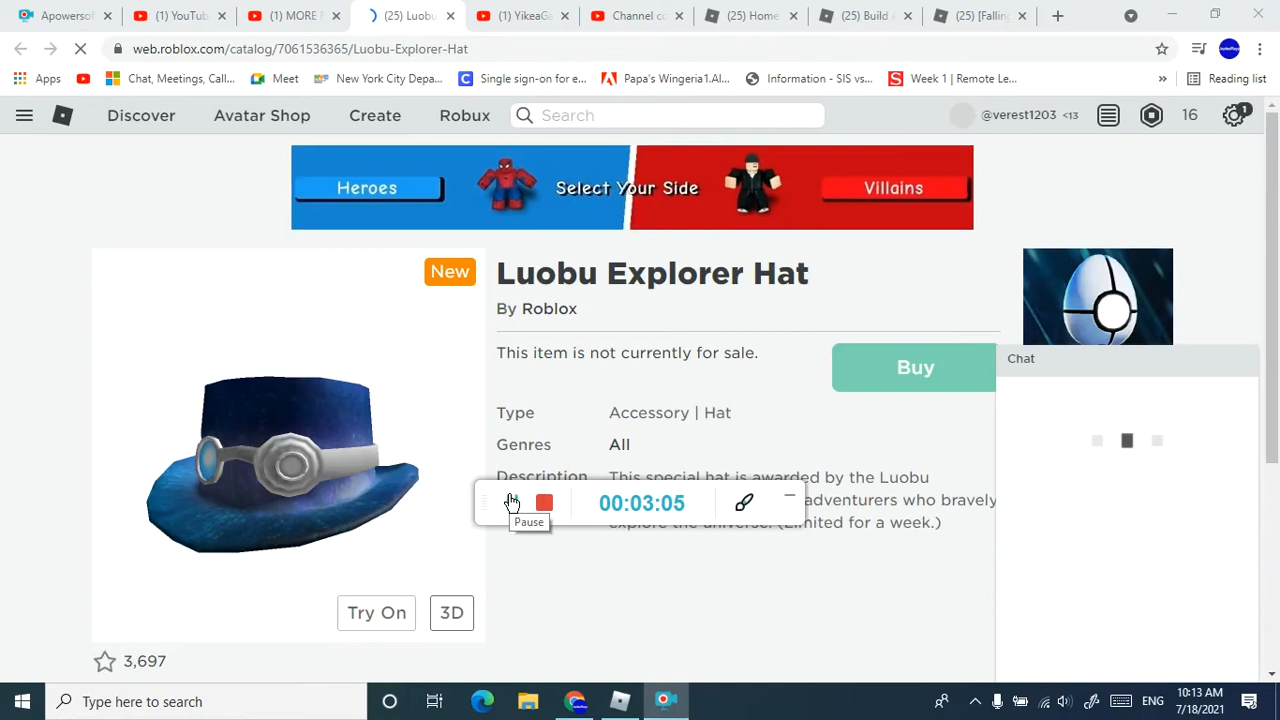 Apowersof
(1) YouTub
(1) MORE F
(25) Luobu
(1) YikeaGa
Channel co
(25) Home
(25) Build A
(25) [Falling
web.roblox.com/catalog/7061536365/Luobu-Explorer-Hat
Apps
Chat, Meetings, Call...
Meet
New York City Depa...
Single sign-on for e...
Papa's Wingeria1.Al...
Information - SIS vs...
Week 1 | Remote Le...
»
Reading list
Discover
Avatar Shop
Create
Robux
Search
@verest1203 <13
16
1
Heroes
Select Your Side
Villains
New
Luobu Explorer Hat
By Roblox
This item is not currently for sale.
Buy
Chat
Type
Accessory | Hat
Genres
All
Description
This special hat is awarded by the Luobu
adventurers who bravely
explore the universe. (Limited for a week.)
00:03:05
Pause
Try On
3D
3,697
Type here to search
ENG
10:13 AM
7/18/2021